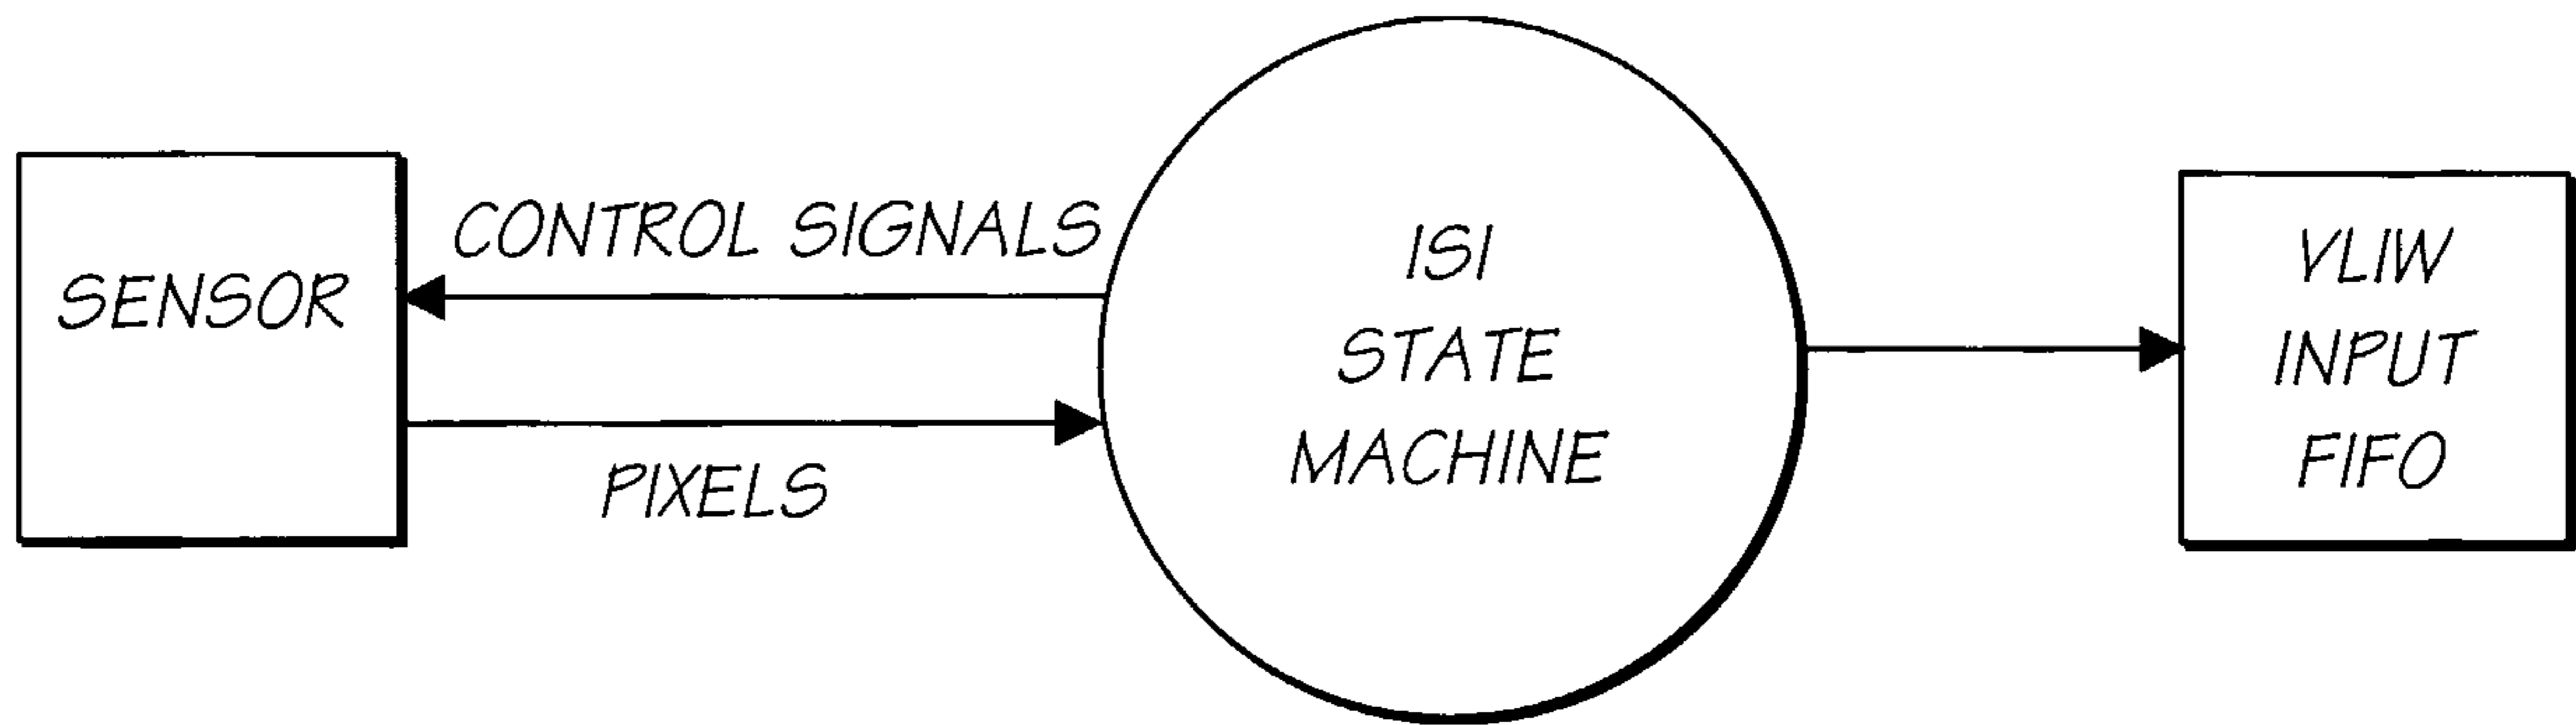 SENSOR
CONTROL SIGNALS
PIXELS
ISI
STATE
MACHINE
VLIW
INPUT
FIFO